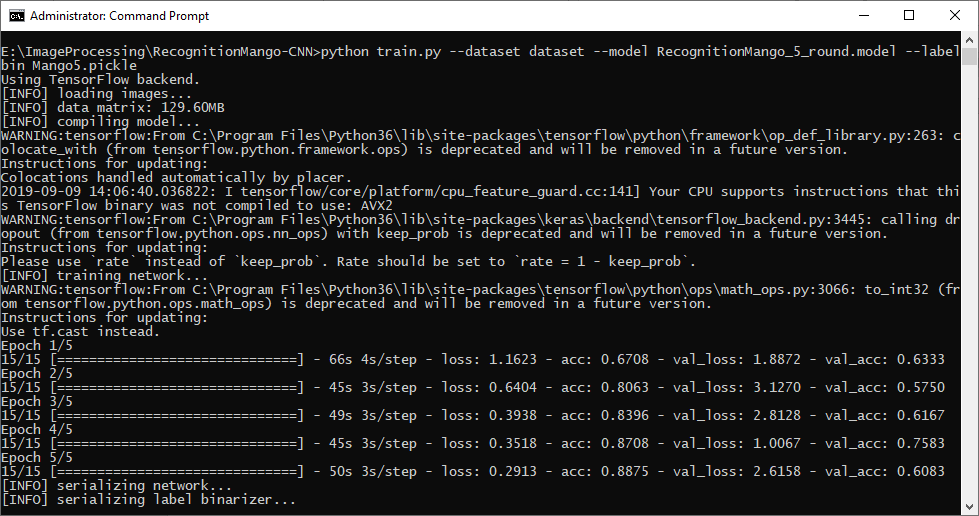 Administrator: Command Prompt
E:\ImageProcessing\RecognitionMango-CNN>python train.py --dataset dataset --model RecognitionMango_5_round.model --label
bin Mango5.pickle
Using TensorFlow backend.
[INFO] loading images...
[INFO] data matrix: 129.60MB
[INFO] compiling model...
WARNING:tensorflow:From C:\Program Files\Python36\lib\site-packages\tensorflow\python\framework\op_def_library.py:263: c
olocate_with (from tensorflow.python.framework.ops) is deprecated and will be removed in a future version.
Instructions for updating:
Colocations handled automatically by placer.
2019-09-09 14:06:40.036822: I tensorflow/core/platform/cpu_feature_guard.cc:141] Your CPU supports instructions that thi
s TensorFlow binary was not compiled to use: AVX2
WARNING:tensorflow:From C:\Program Files\Python36\lib\site-packages\keras\backend\tensorflow_backend.py:3445: calling dr
opout (from tensorflow.python.ops.nn_ops) with keep_prob is deprecated and will be removed in a future version.
Instructions for updating:
Please use `rate` instead of `keep_prob`. Rate should be set to `rate = 1 - keep_prob`.
[INFO] training network...
WARNING:tensorflow:From C:\Program Files\Python36\lib\site-packages\tensorflow\python\ops\math_ops.py:3066: to_int32 (fr
om tensorflow.python.ops.math_ops) is deprecated and will be removed in a future version.
Instructions for updating:
Use tf.cast instead.
Epoch 1/5
15/15 [==============================] - 66s 4s/step - loss: 1.1623 - acc: 0.6708 - val_loss: 1.8872 - val_acc: 0.6333
Epoch 2/5
15/15 [==============================] - 45s 3s/step - loss: 0.6404 - acc: 0.8063 - val_loss: 3.1270 - val_acc: 0.5750
Epoch 3/5
15/15 [==============================] - 49s 3s/step - loss: 0.3938 - acc: 0.8396 - val_loss: 2.8128 - val_acc: 0.6167
Epoch 4/5
15/15 [==============================] - 45s 3s/step - loss: 0.3518 - acc: 0.8708 - val_loss: 1.0067 - val_acc: 0.7583
Epoch 5/5
15/15 [==============================] - 50s 3s/step - loss: 0.2913 - acc: 0.8875 - val_loss: 2.6158 - val_acc: 0.6083
[INFO] serializing network...
[INFO] serializing label binarizer...